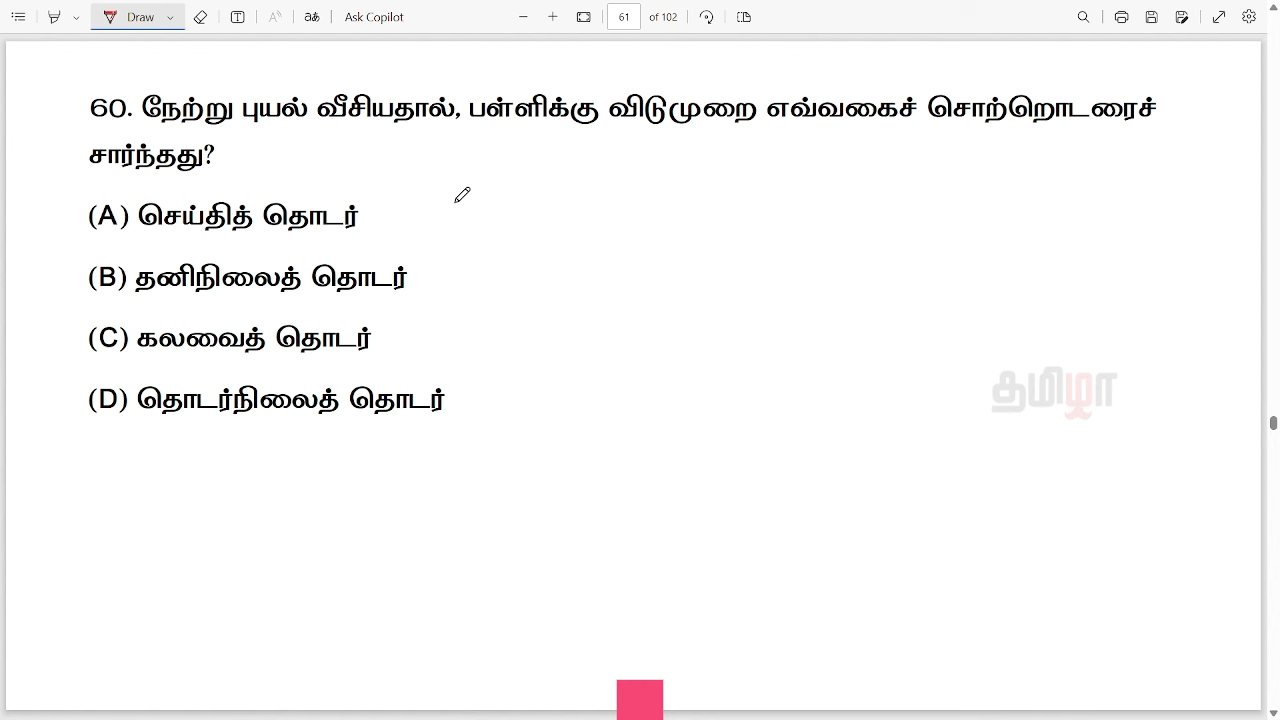 Draw
Ask Copilot
61 of 102
60. நேற்று புயல் வீசியதால், பள்ளிக்கு விடுமுறை எவ்வகைச் சொற்றொடரைச்
சார்ந்தது?
(A) செய்தித் தொடர்
(B) தனிநிலைத் தொடர்
(C) கலவைத் தொடர்
(D) தொடர்நிலைத் தொடர்
தமிழா